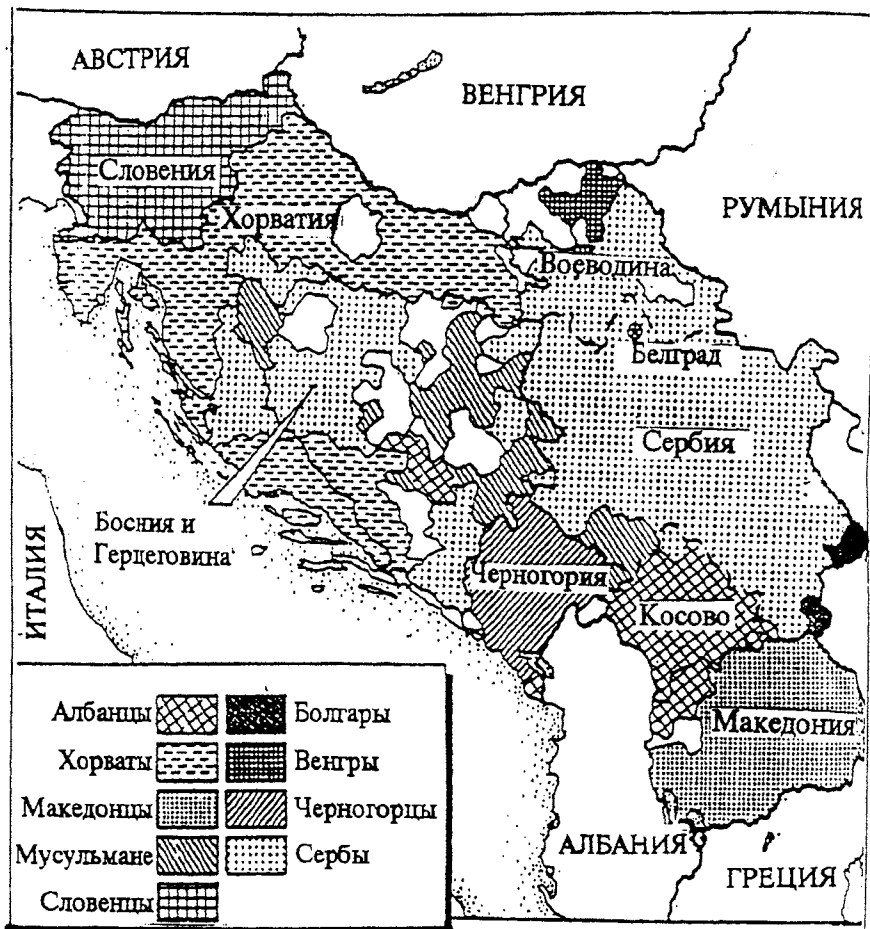 АВСТРИЯ
ВЕНГРИЯ
Словения
РУМЫНИЯ
Хорватия
Воеводина
Белград
Сербия
Босния и
Герцеговина
ИТАЛИЯ
Черногория
Косово
Македония
АЛБАНИЯ
ГРЕЦИЯ
Албанцы
Болгары
Хорваты
Венгры
Македонцы
Черногорцы
Мусульмане
Сербы
Словенцы